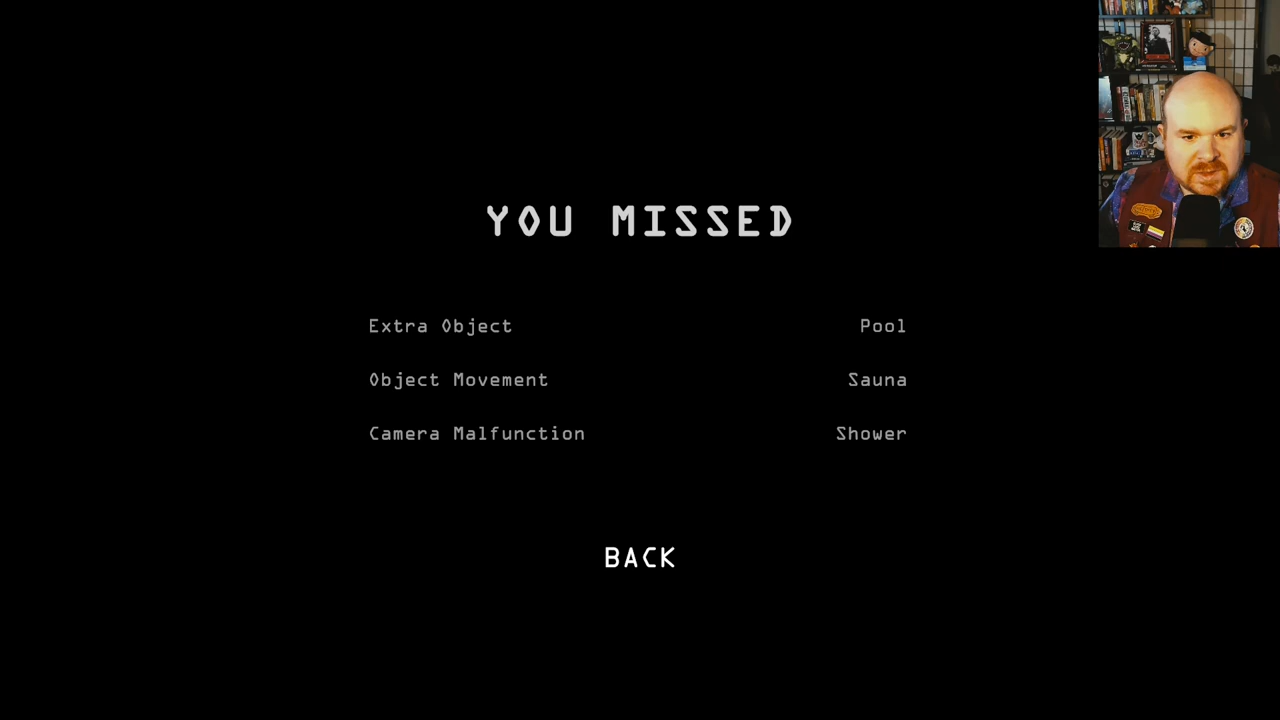 YOU MISSED
Extra Object Pool
Object Movement Sauna
Camera Malfunction Shower
BACK